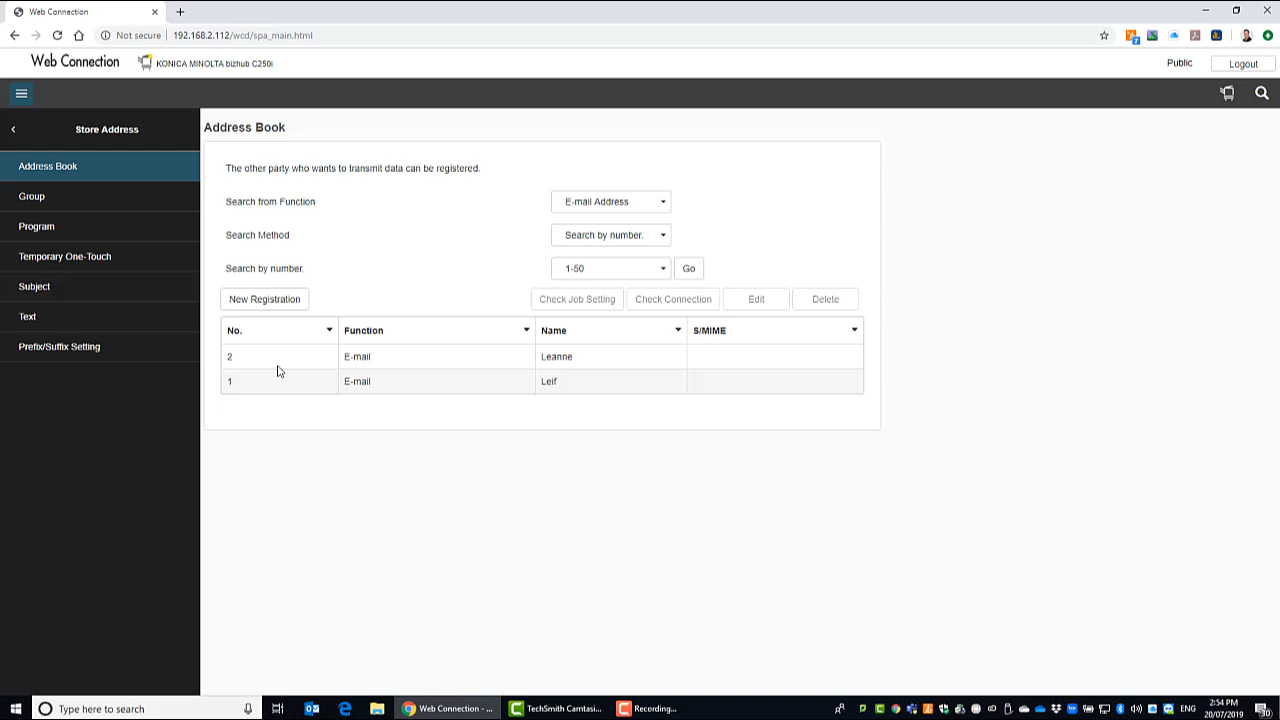 Web Connection
Not secure
192.168.2.112/wcd/spa_main.html
7
Web Connection
KONICA MINOLTA bizhub C250i
Public
Logout
Store Address
Address Book
Group
Program
Temporary One-Touch
Subject
Text
Prefix/Suffix Setting
Address Book
The other party who wants to transmit data can be registered.
Search from Function
E-mail Address
Search Method
Search by number.
Search by number.
1-50
Go
New Registration
Check Job Setting
Check Connection
Edit
Delete
No. Function Name S/MIME
2 E-mail Leanne
1 E-mail Leif
Type here to search
Web Connection - ...
TechSmith Camtasi...
Recording...
ENG
2:54 PM
20/07/2019